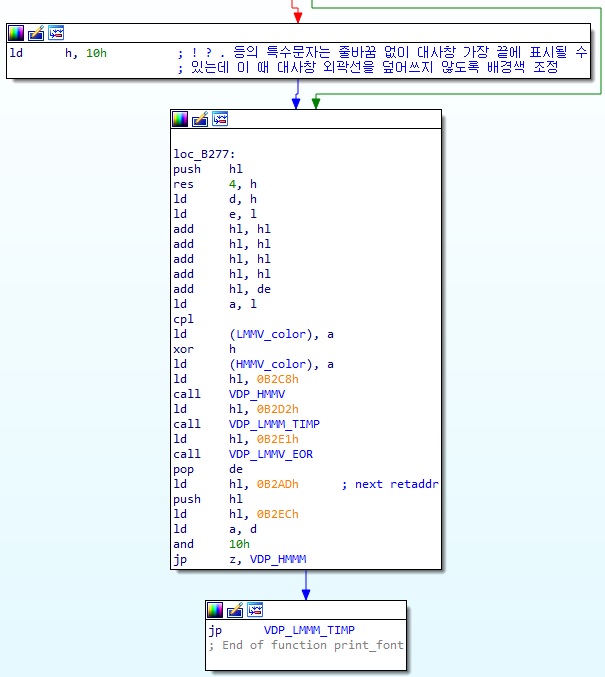 ld h, 10h ; ! ? . 등의 특수문자는 줄바꿈 없이 대사창 가장 끝에 표시될 수
; 있는데 이 때 대사창 외곽선을 덮어쓰지 않도록 배경색 조정
loc_B277:
push hl
res 4, h
ld d, h
ld e, l
add hl, hl
add hl, hl
add hl, hl
add hl, hl
add hl, de
ld a, l
cpl
ld (LMMV_color), a
xor h
ld (HMMV_color), a
ld hl, 0B2C8h
call VDP_HMMV
ld hl, 0B2D2h
call VDP_LMMM_TIMP
ld hl, 0B2E1h
call VDP_LMMV_EOR
pop de
ld hl, 0B2ADh ; next retaddr
push hl
ld hl, 0B2ECh
ld a, d
and 10h
jp z, VDP_HMMM
jp VDP_LMMM_TIMP
; End of function print_font